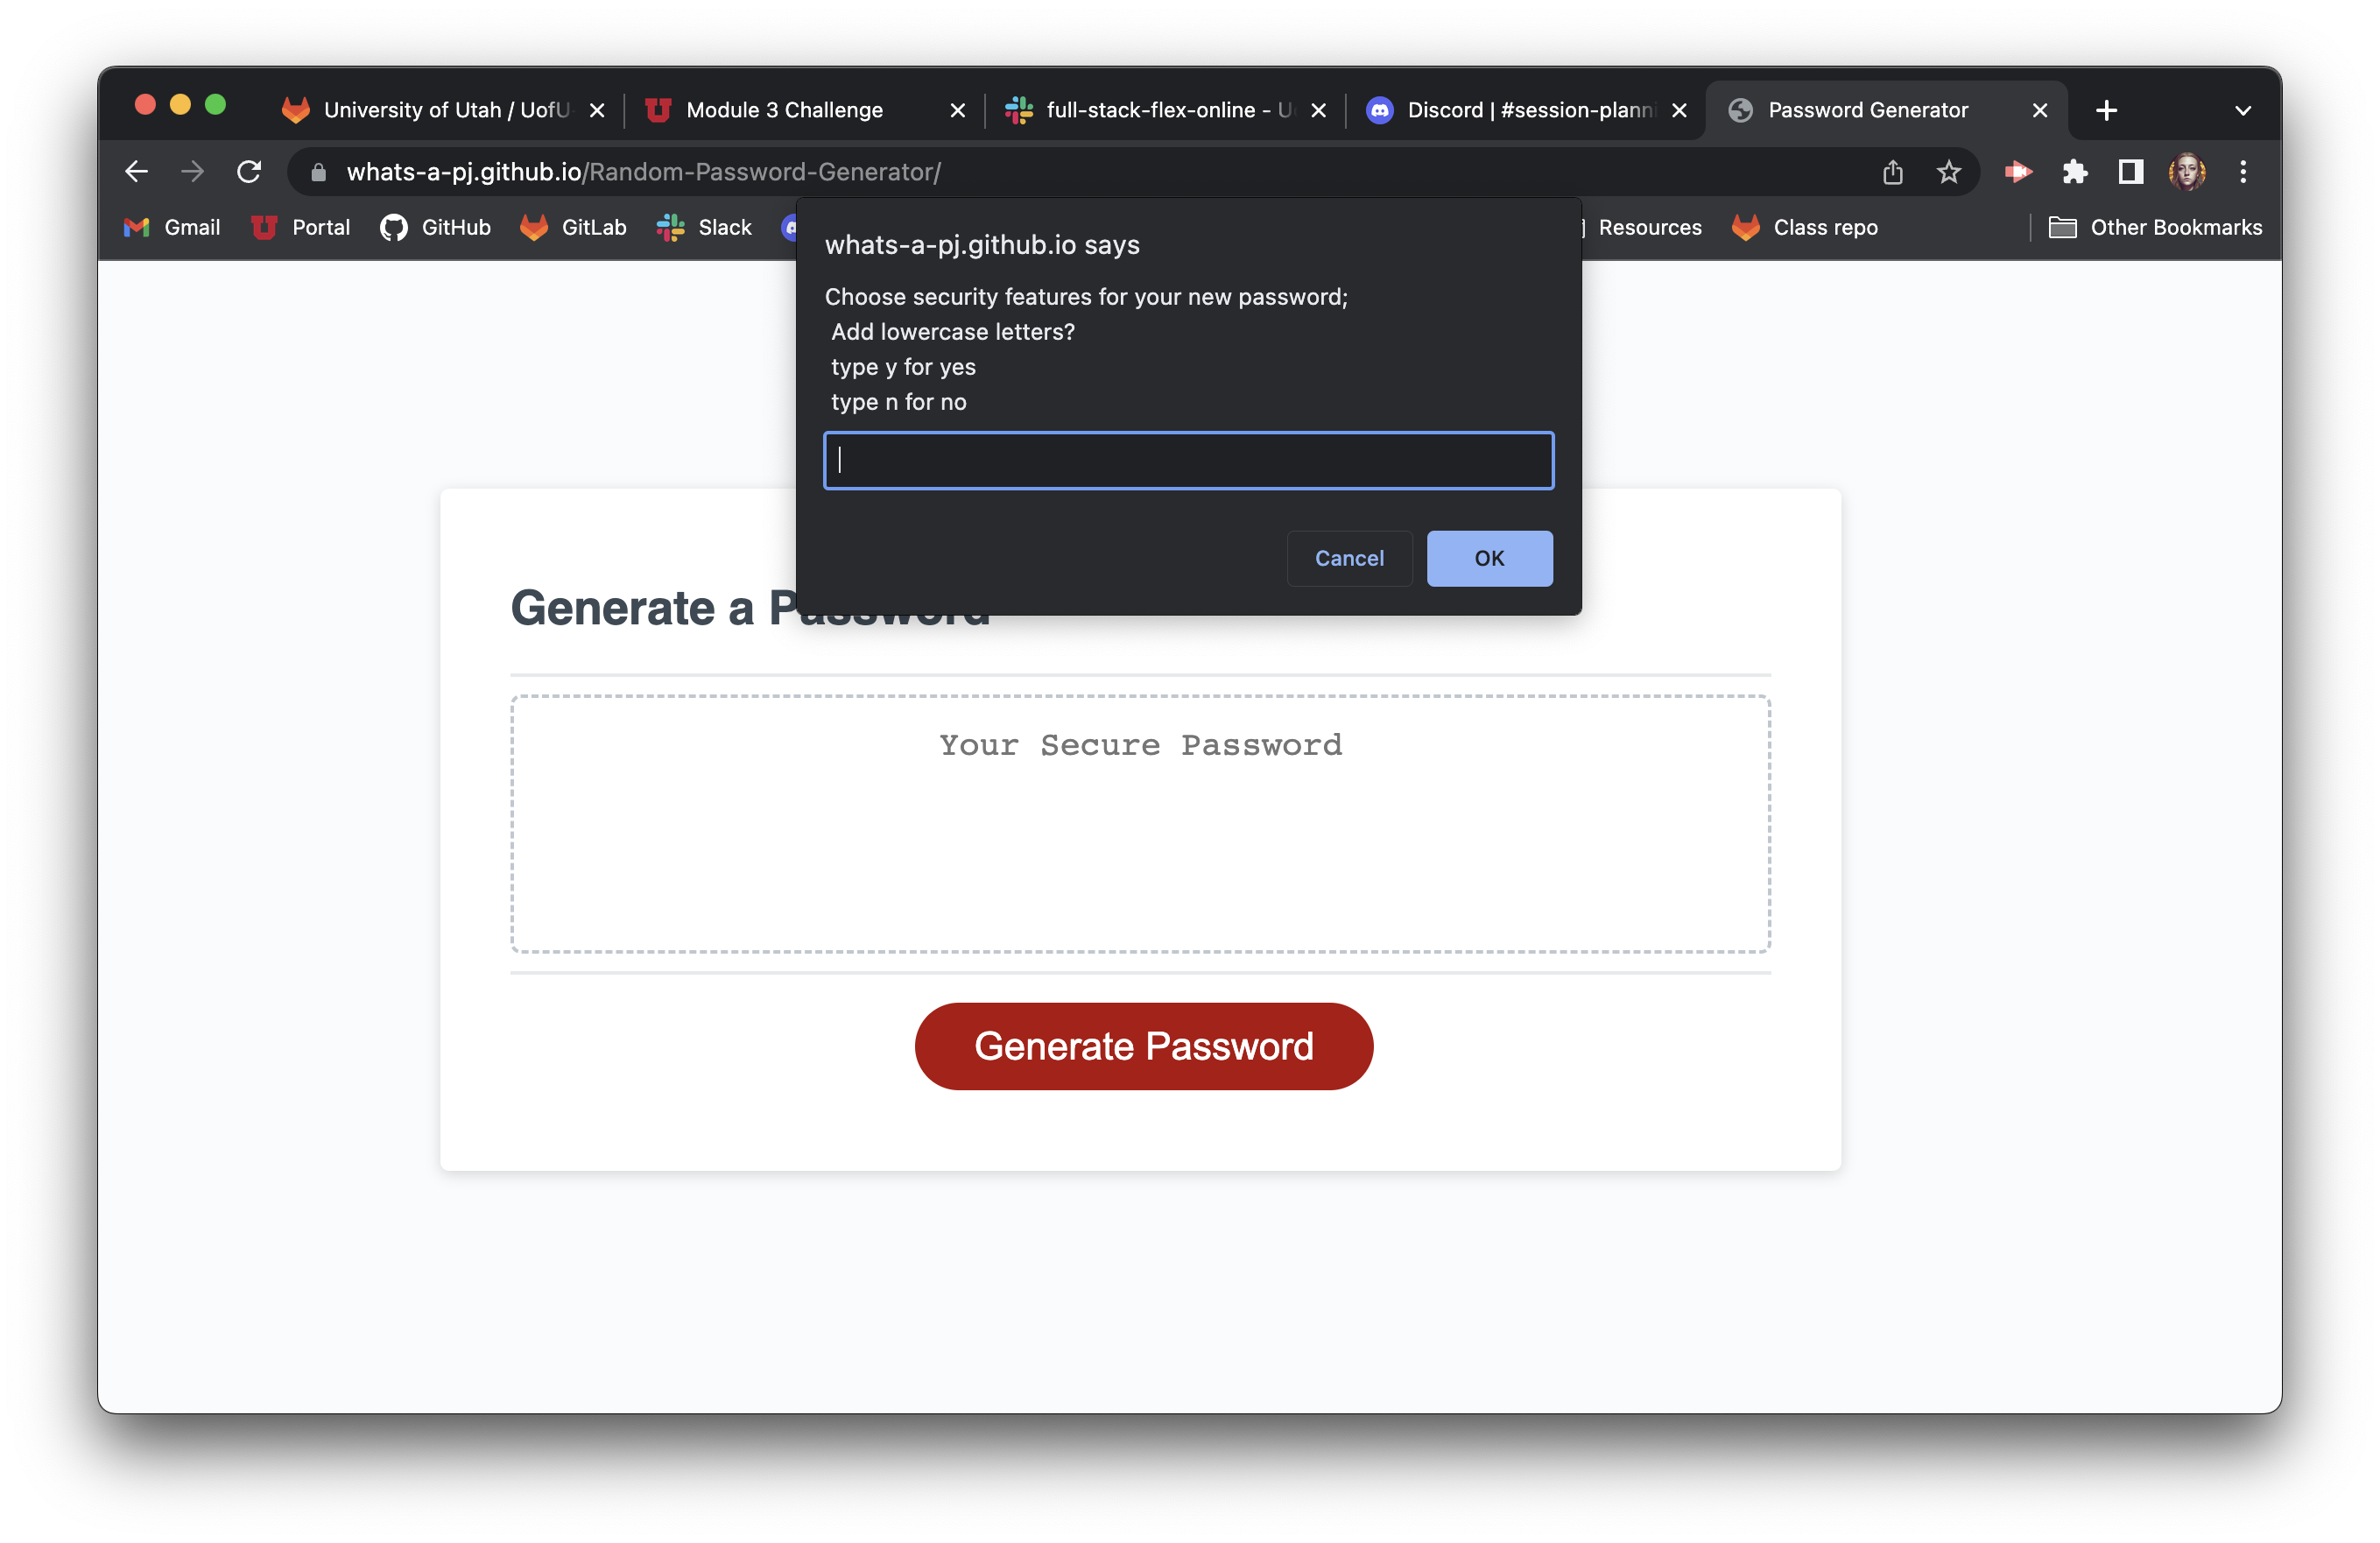 University of Utah / UofU
Module 3 Challenge
full-stack-flex-online - U
Discord | #session-planni
Password Generator
whats-a-pj.github.io/Random-Password-Generator/
Gmail
Portal
GitHub
GitLab
Slack
Resources
Class repo
Other Bookmarks
whats-a-pj.github.io says
Choose security features for your new password;
Add lowercase letters?
type y for yes
type n for no
Cancel
OK
Generate a Password
Your Secure Password
Generate Password